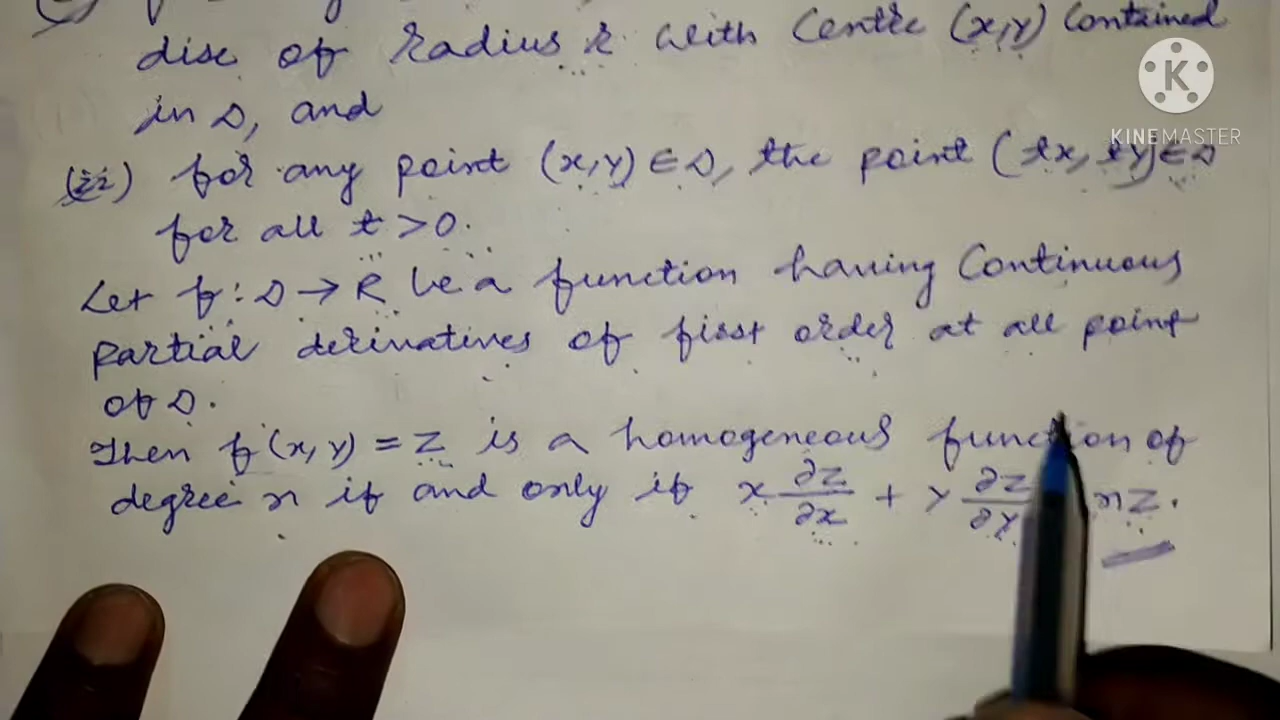 disc of radius r with Centre (x,y) Contained
in D, and
(ii) for any point (x,y) ∈ D, the point (tx, ty) ∈ D
for all t > 0.
Let f : D → R be a function having Continuous
partial derivatives of first order at all point
of D.
Then f(x,y) = Z is a homogeneous function of
degree n if and only if x ∂Z/∂x + y ∂Z/∂y nZ.
K
KINEMASTER